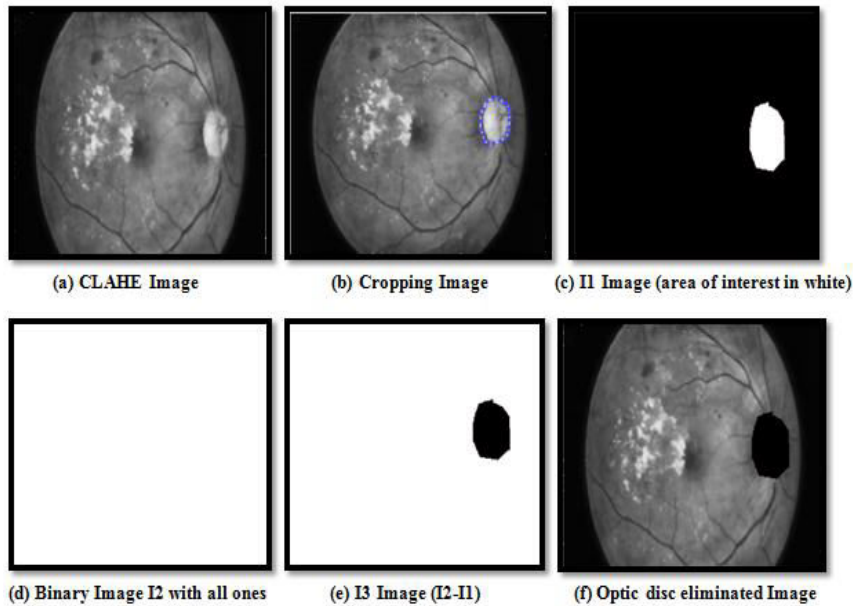 (a) CLAHE Image
(b) Cropping Image
(c) I1 Image (area of interest in white)
(d) Binary Image I2 with all ones
(e) I3 Image (I2-I1)
(f) Optic disc eliminated Image